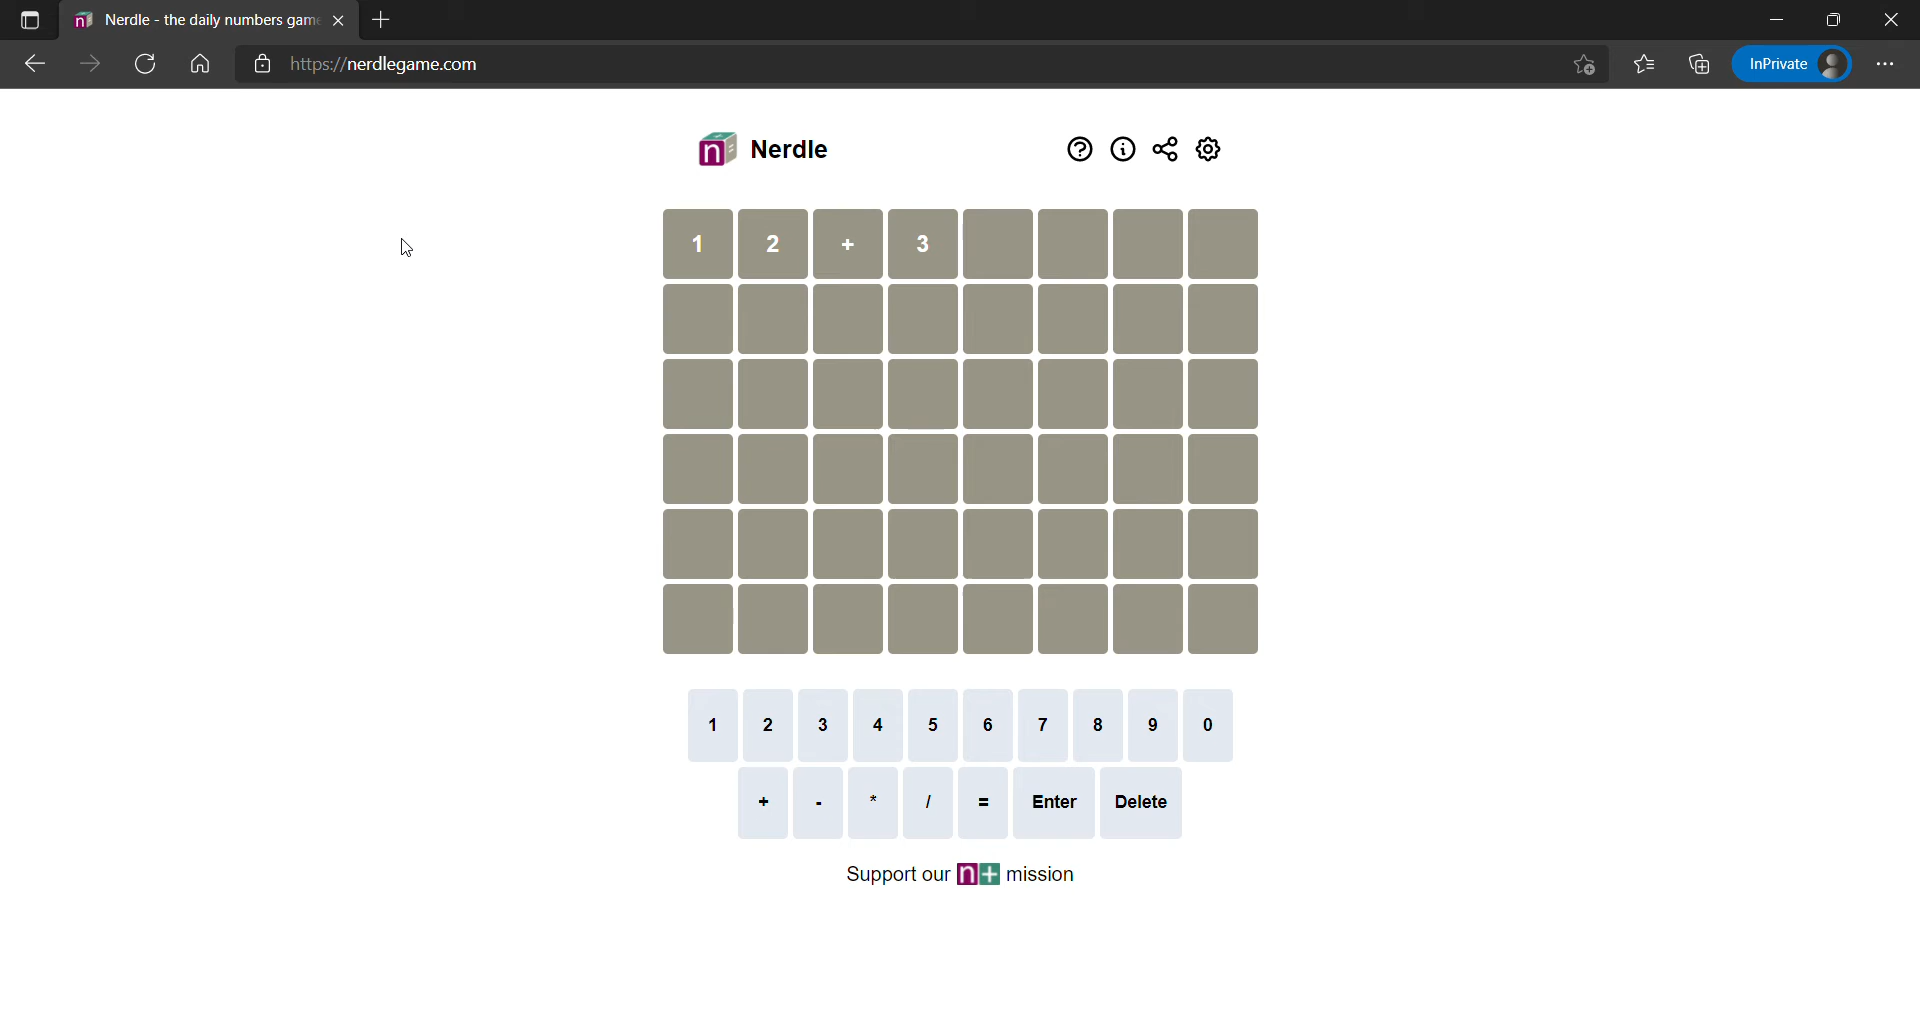 Nerdle - the daily numbers game
https://nerdlegame.com
InPrivate
n Nerdle
1 2 + 3
1 2 3 4 5 6 7 8 9 0
+ - * / = Enter Delete
Support our n+ mission